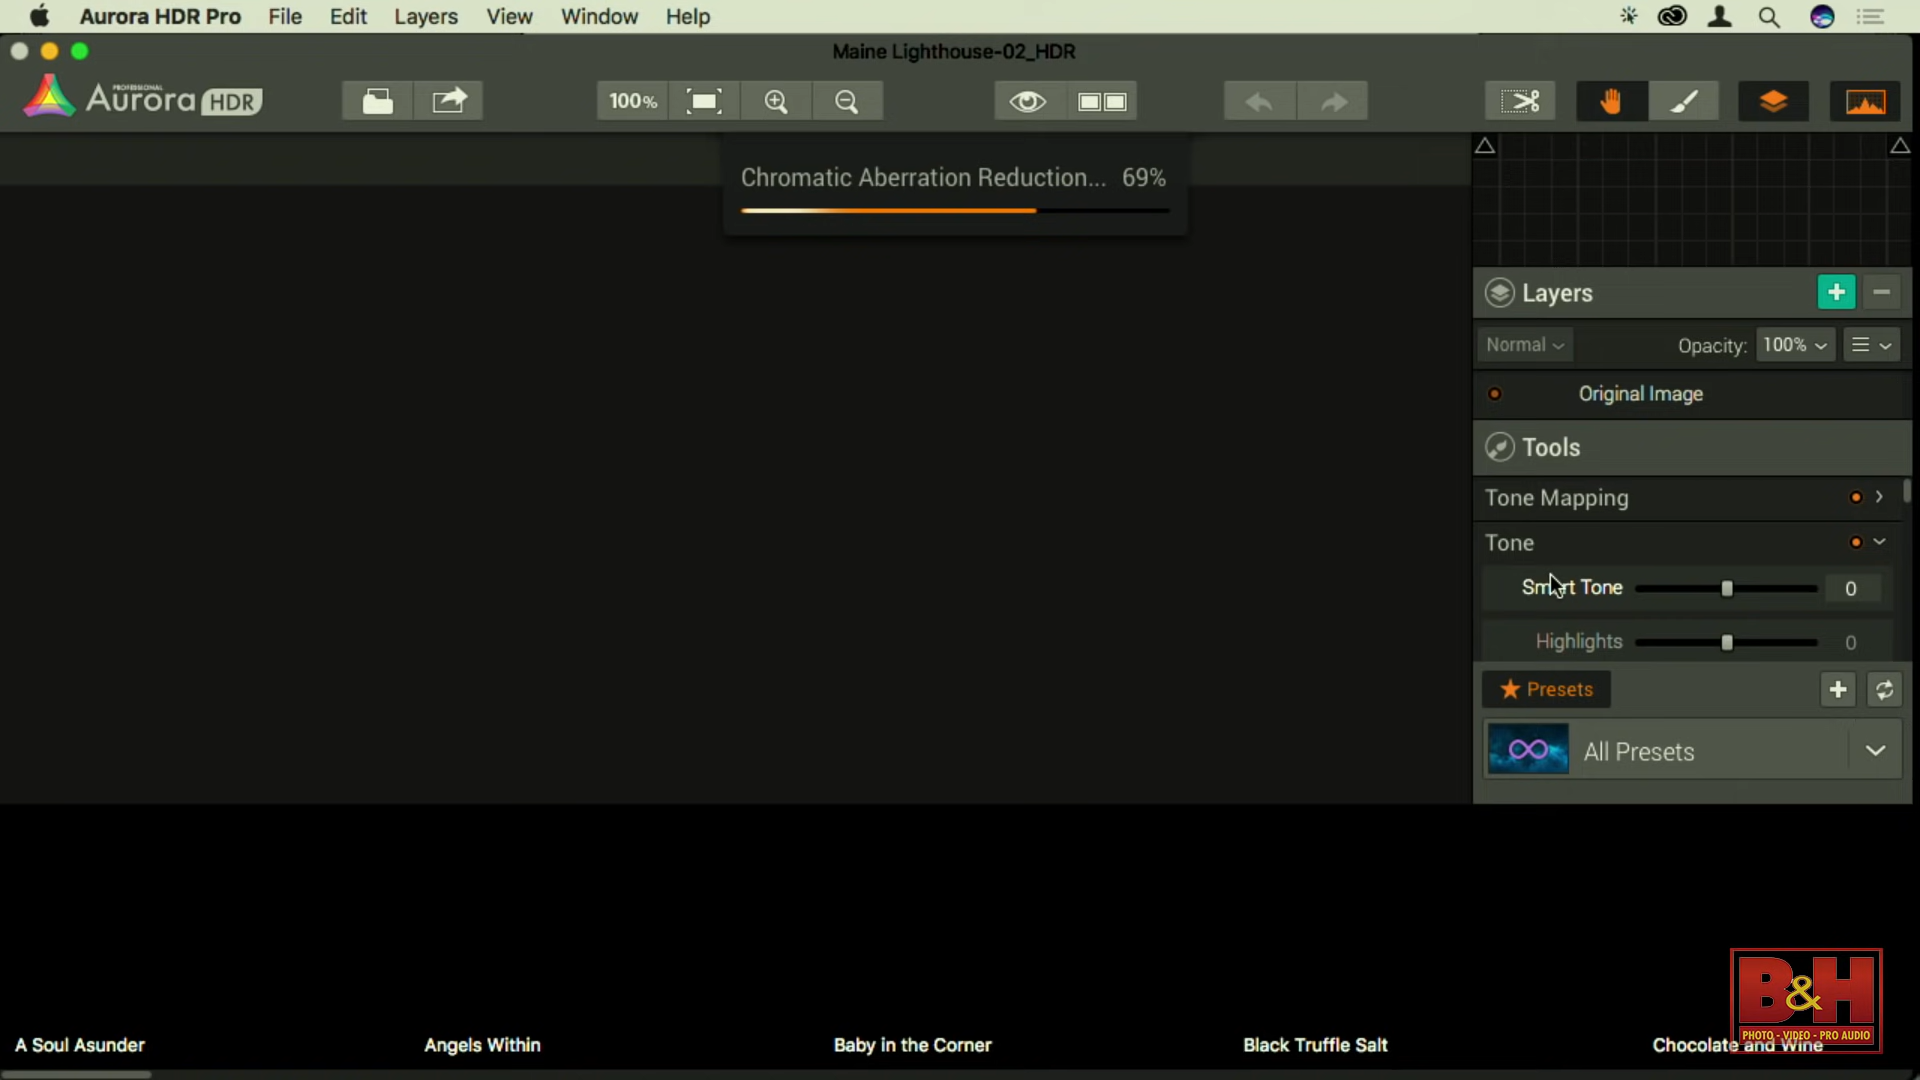 Aurora HDR Pro File Edit Layers View Window Help
Maine Lighthouse-02_HDR
PROFESSIONAL
Aurora HDR
100%
Chromatic Aberration Reduction... 69%
Layers
Normal Opacity: 100%
Original Image
Tools
Tone Mapping
Tone
Smart Tone 0
Highlights 0
Presets
All Presets
B&H
PHOTO - VIDEO - PRO AUDIO
A Soul Asunder Angels Within Baby in the Corner Black Truffle Salt Chocolate and Wine